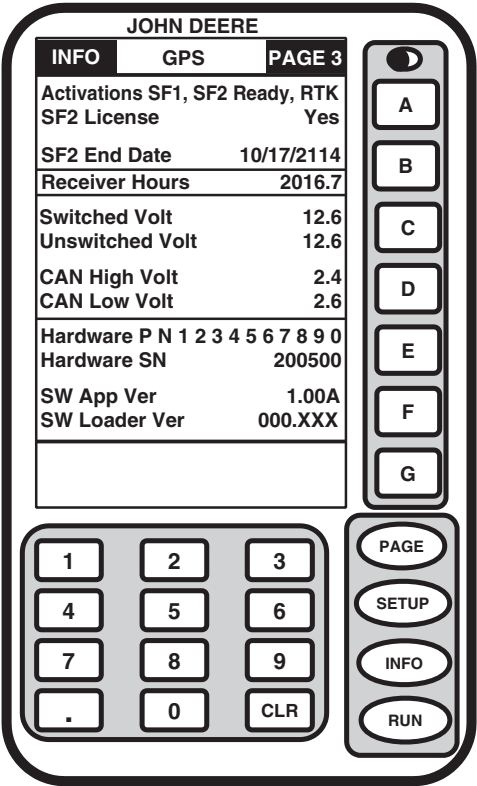 JOHN DEERE
INFO GPS PAGE 3
Activations SF1, SF2 Ready, RTK
SF2 License Yes
SF2 End Date 10/17/2114
Receiver Hours 2016.7
Switched Volt 12.6
Unswitched Volt 12.6
CAN High Volt 2.4
CAN Low Volt 2.6
Hardware P N 1 2 3 4 5 6 7 8 9 0
Hardware SN 200500
SW App Ver 1.00A
SW Loader Ver 000.XXX
A
B
C
D
E
F
G
PAGE
SETUP
INFO
RUN
1 2 3
4 5 6
7 8 9
. 0 CLR